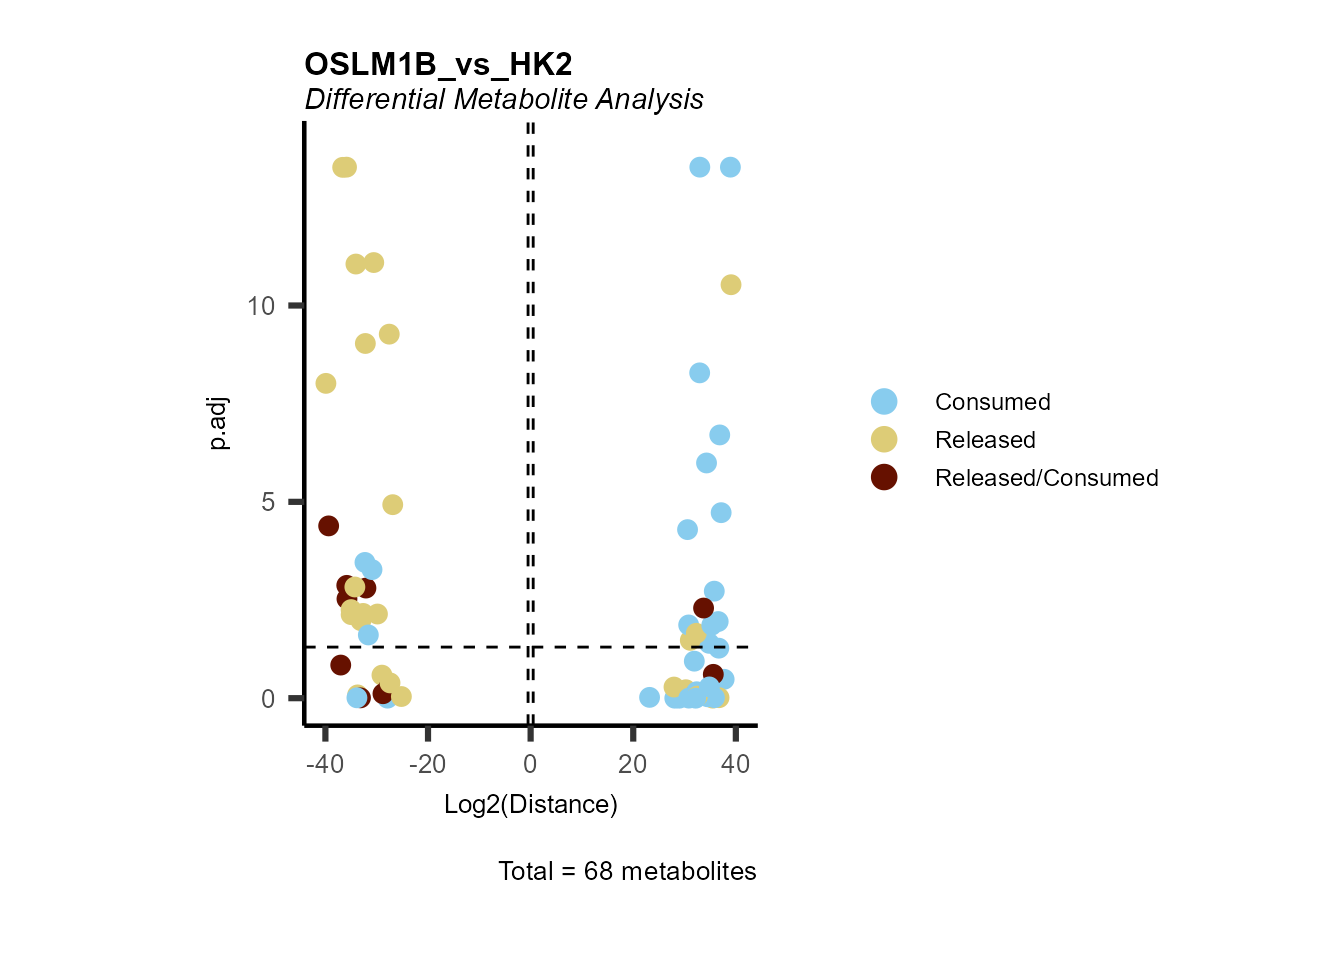 OSLM1B_vs_HK2
Differential Metabolite Analysis
10
5
0
p.adj
-40 -20 0 20 40
Log2(Distance)
Consumed
Released
Released/Consumed
Total = 68 metabolites